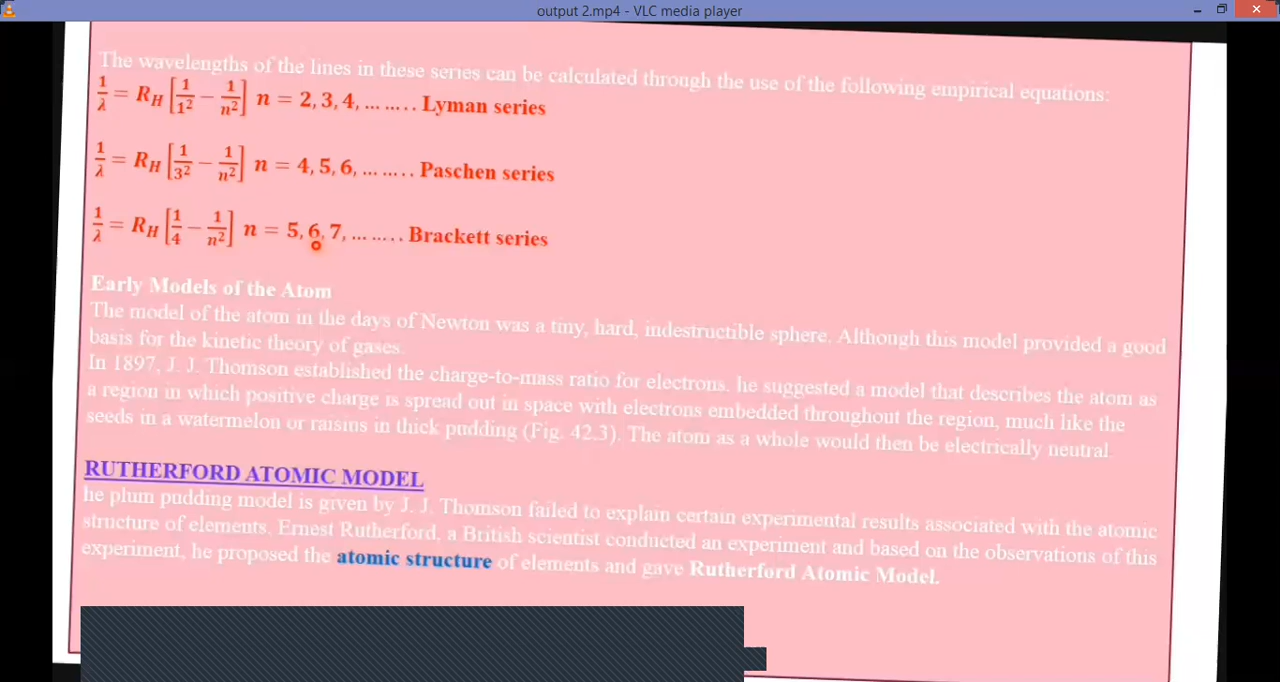 output 2.mp4 - VLC media player
The wavelengths of the lines in these series can be calculated through the use of the following empirical equations:
1/λ = R_H [1/1² − 1/n²] n = 2, 3, 4, … … .. Lyman series
1/λ = R_H [1/3² − 1/n²] n = 4, 5, 6, … … .. Paschen series
1/λ = R_H [1/4 − 1/n²] n = 5, 6, 7, … … .. Brackett series
Early Models of the Atom
The model of the atom in the days of Newton was a tiny, hard, indestructible sphere. Although this model provided a good
basis for the kinetic theory of gases.
In 1897, J. J. Thomson established the charge-to-mass ratio for electrons. he suggested a model that describes the atom as
a region in which positive charge is spread out in space with electrons embedded throughout the region, much like the
seeds in a watermelon or raisins in thick pudding (Fig. 42.3). The atom as a whole would then be electrically neutral.
RUTHERFORD ATOMIC MODEL
he plum pudding model is given by J. J. Thomson failed to explain certain experimental results associated with the atomic
structure of elements. Ernest Rutherford, a British scientist conducted an experiment and based on the observations of this
experiment, he proposed the atomic structure of elements and gave Rutherford Atomic Model.